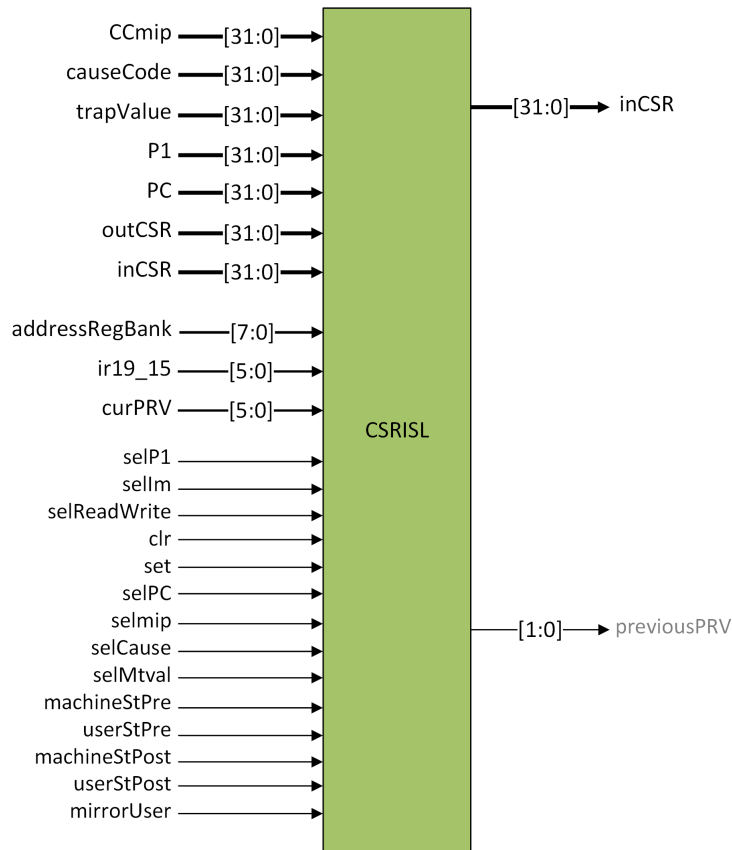 CCmip [31:0]
causeCode [31:0]
trapValue [31:0]
P1 [31:0]
PC [31:0]
outCSR [31:0]
inCSR [31:0]
addressRegBank [7:0]
ir19_15 [5:0]
curPRV [5:0]
selP1
selIm
selReadWrite
clr
set
selPC
selmip
selCause
selMtval
machineStPre
userStPre
machineStPost
userStPost
mirrorUser
CSRISL
[31:0] inCSR
[1:0] previousPRV